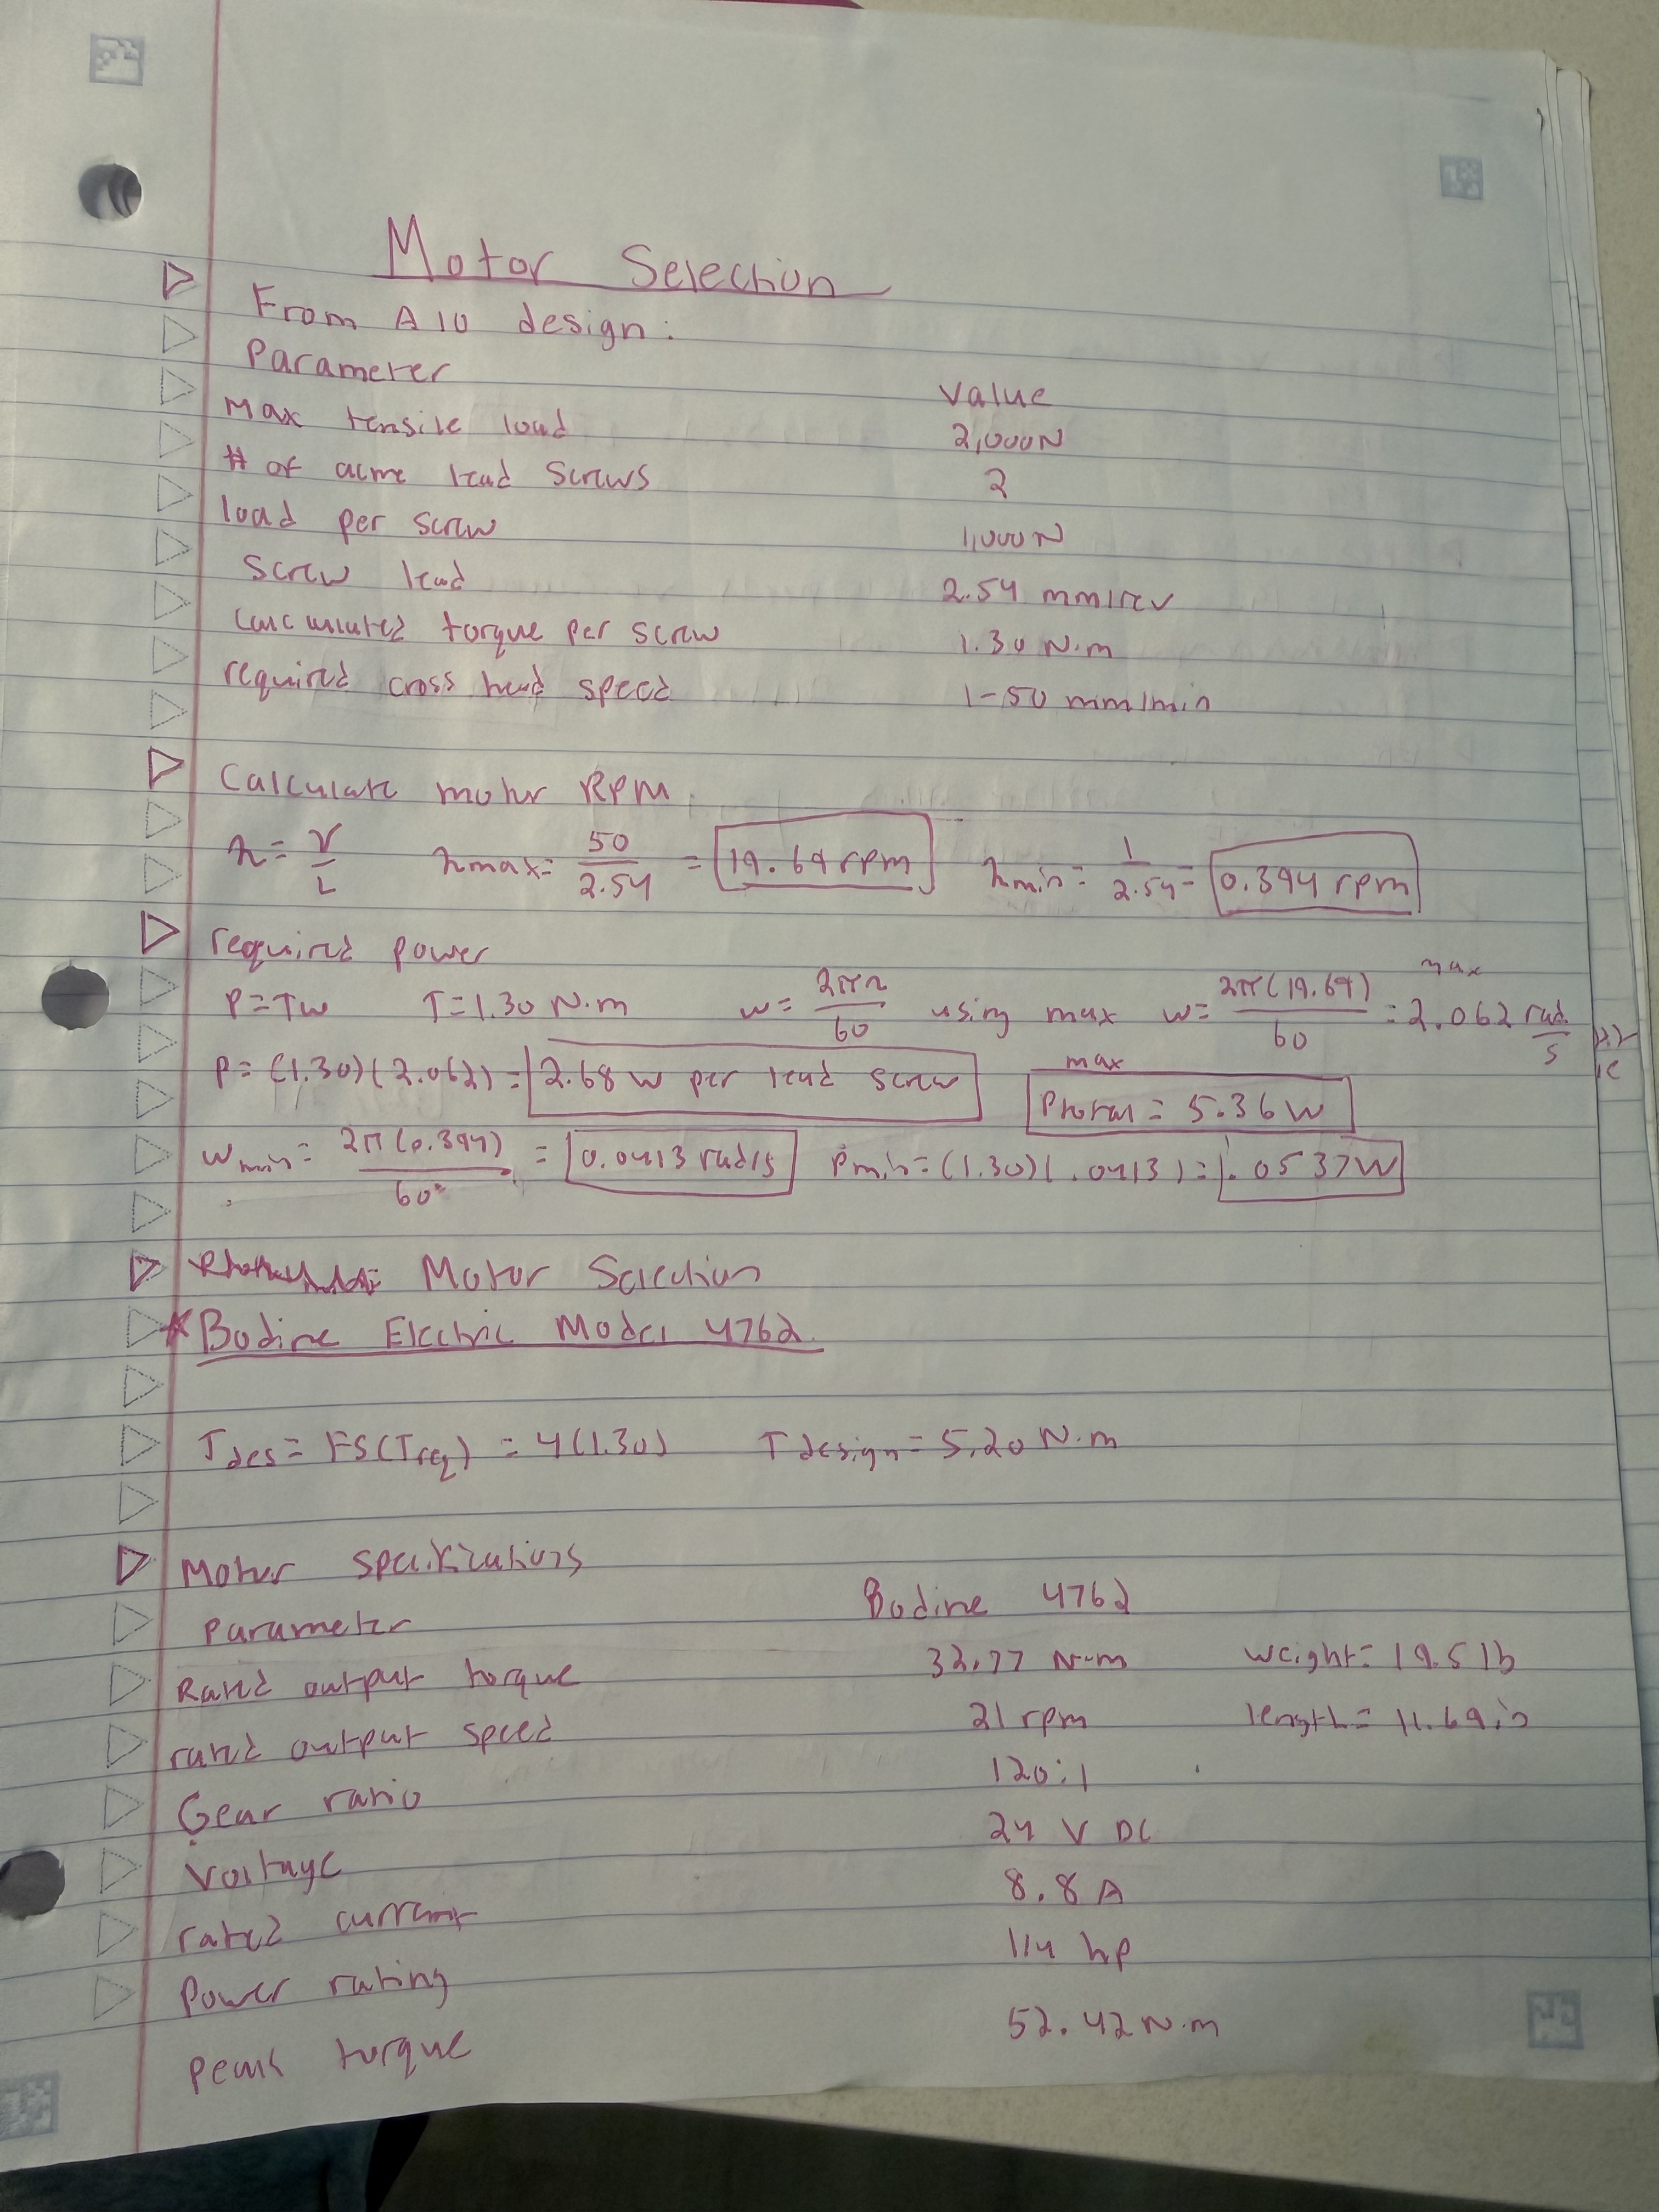 Motor Selection
From A10 design:
Parameter Value
Max tensile load 2,000N
# of acme lead screws 2
load per screw 1,000N
screw lead 2.54 mm/rev
Calculated torque per screw 1.30 N·m
required cross head speed 1-50 mm/min
Calculate motor RPM
n = V/L nmax = 50/2.54 = 19.69 rpm nmin = 1/2.54 = 0.394 rpm
required power
P=Tw T=1.30 N·m w= 2πn/60 using max w= 2π(19.69)/60 = 2.062 rad/s max
P= (1.30)(2.062) = 2.68 W per lead screw max Ptotal = 5.36W
wmin = 2π(0.394)/60 = 0.0413 rad/s Pmin = (1.30)(.0413) = .0537W
Motor Selection
*Bodine Electric Model 4762
Tdes = FS(Treq) = 4(1.30) Tdesign = 5.20 N·m
Motor specifications
Parameter Bodine 4762
Rated output torque 32.77 N-m weight= 19.5 lb
rated output speed 21 rpm length= 11.69 in
Gear ratio 120:1
Voltage 24 V DC
rated current 8.8 A
Power rating 1/4 hp
peak torque 52.42 N·m